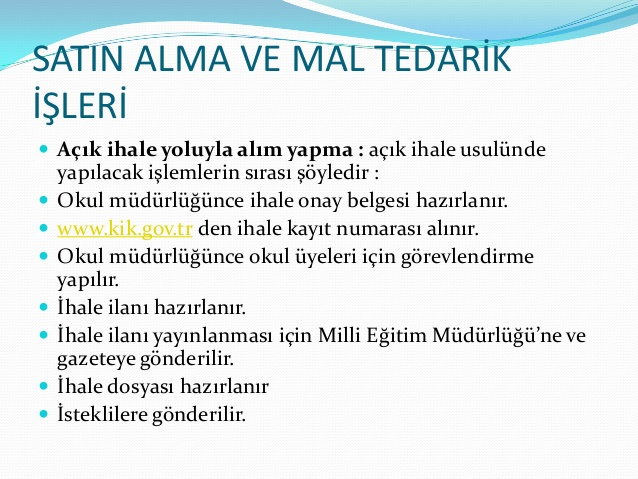 SATIN ALMA VE MAL TEDARİK
İŞLERİ
Açık ihale yoluyla alım yapma : açık ihale usulünde
yapılacak işlemlerin sırası şöyledir :
Okul müdürlüğünce ihale onay belgesi hazırlanır.
www.kik.gov.tr den ihale kayıt numarası alınır.
Okul müdürlüğünce okul üyeleri için görevlendirme
yapılır.
İhale ilanı hazırlanır.
İhale ilanı yayınlanması için Milli Eğitim Müdürlüğü’ne ve
gazeteye gönderilir.
İhale dosyası hazırlanır
İsteklilere gönderilir.